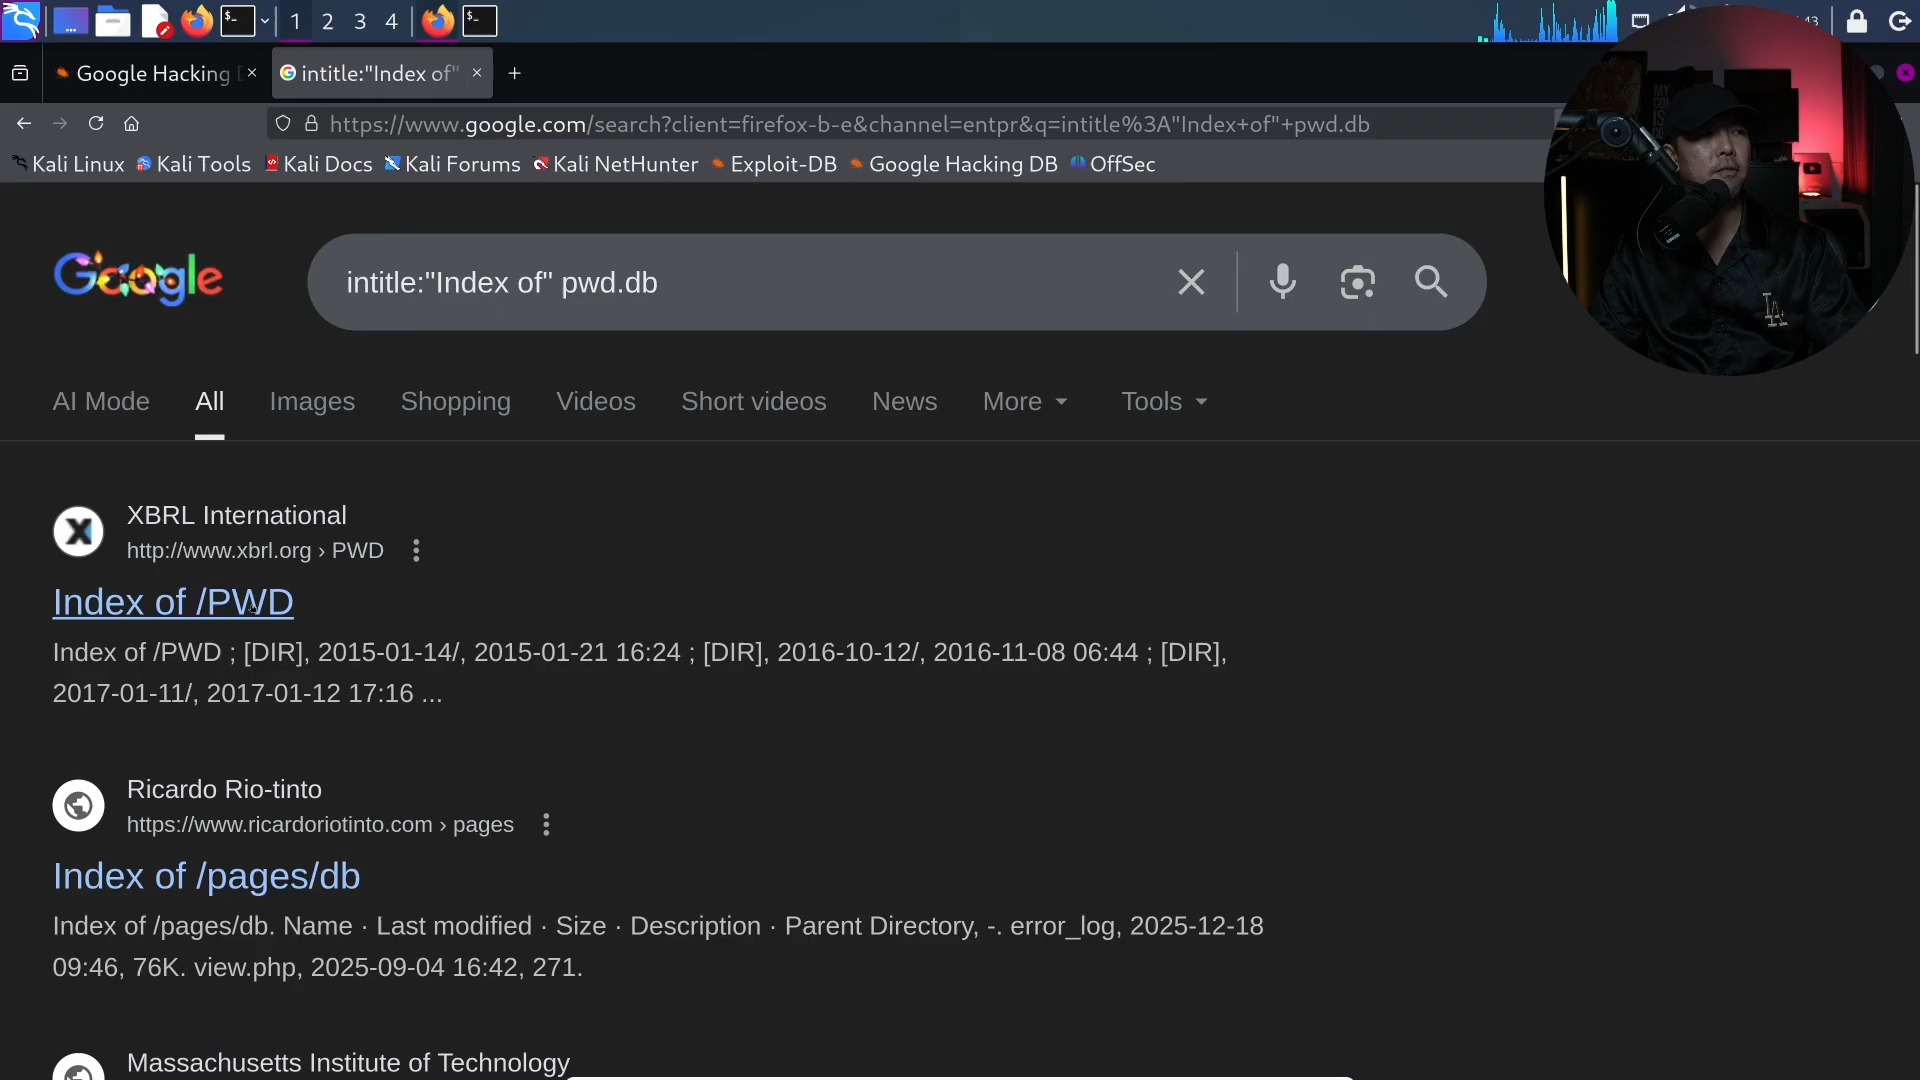 1 2 3 4
43
Google Hacking
intitle:"Index of"
https://www.google.com/search?client=firefox-b-e&channel=entpr&q=intitle%3A"Index+of"+pwd.db
Kali Linux Kali Tools Kali Docs Kali Forums Kali NetHunter Exploit-DB Google Hacking DB OffSec
Google
intitle:"Index of" pwd.db
AI Mode All Images Shopping Videos Short videos News More Tools
XBRL International
http://www.xbrl.org › PWD
Index of /PWD
Index of /PWD ; [DIR], 2015-01-14/, 2015-01-21 16:24 ; [DIR], 2016-10-12/, 2016-11-08 06:44 ; [DIR],
2017-01-11/, 2017-01-12 17:16 ...
Ricardo Rio-tinto
https://www.ricardoriotinto.com › pages
Index of /pages/db
Index of /pages/db. Name · Last modified · Size · Description · Parent Directory, -. error_log, 2025-12-18
09:46, 76K. view.php, 2025-09-04 16:42, 271.
Massachusetts Institute of Technology
LA